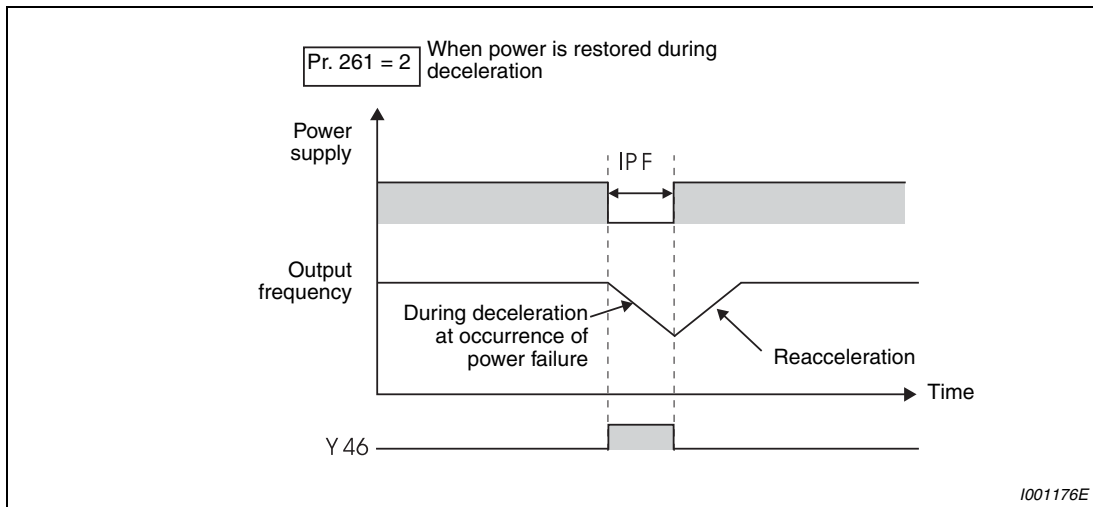 Pr. 261 = 2
When power is restored during
deceleration
Power
supply
IPF
Output
frequency
During deceleration
at occurrence of
power failure
Reacceleration
Time
Y46
I001176E